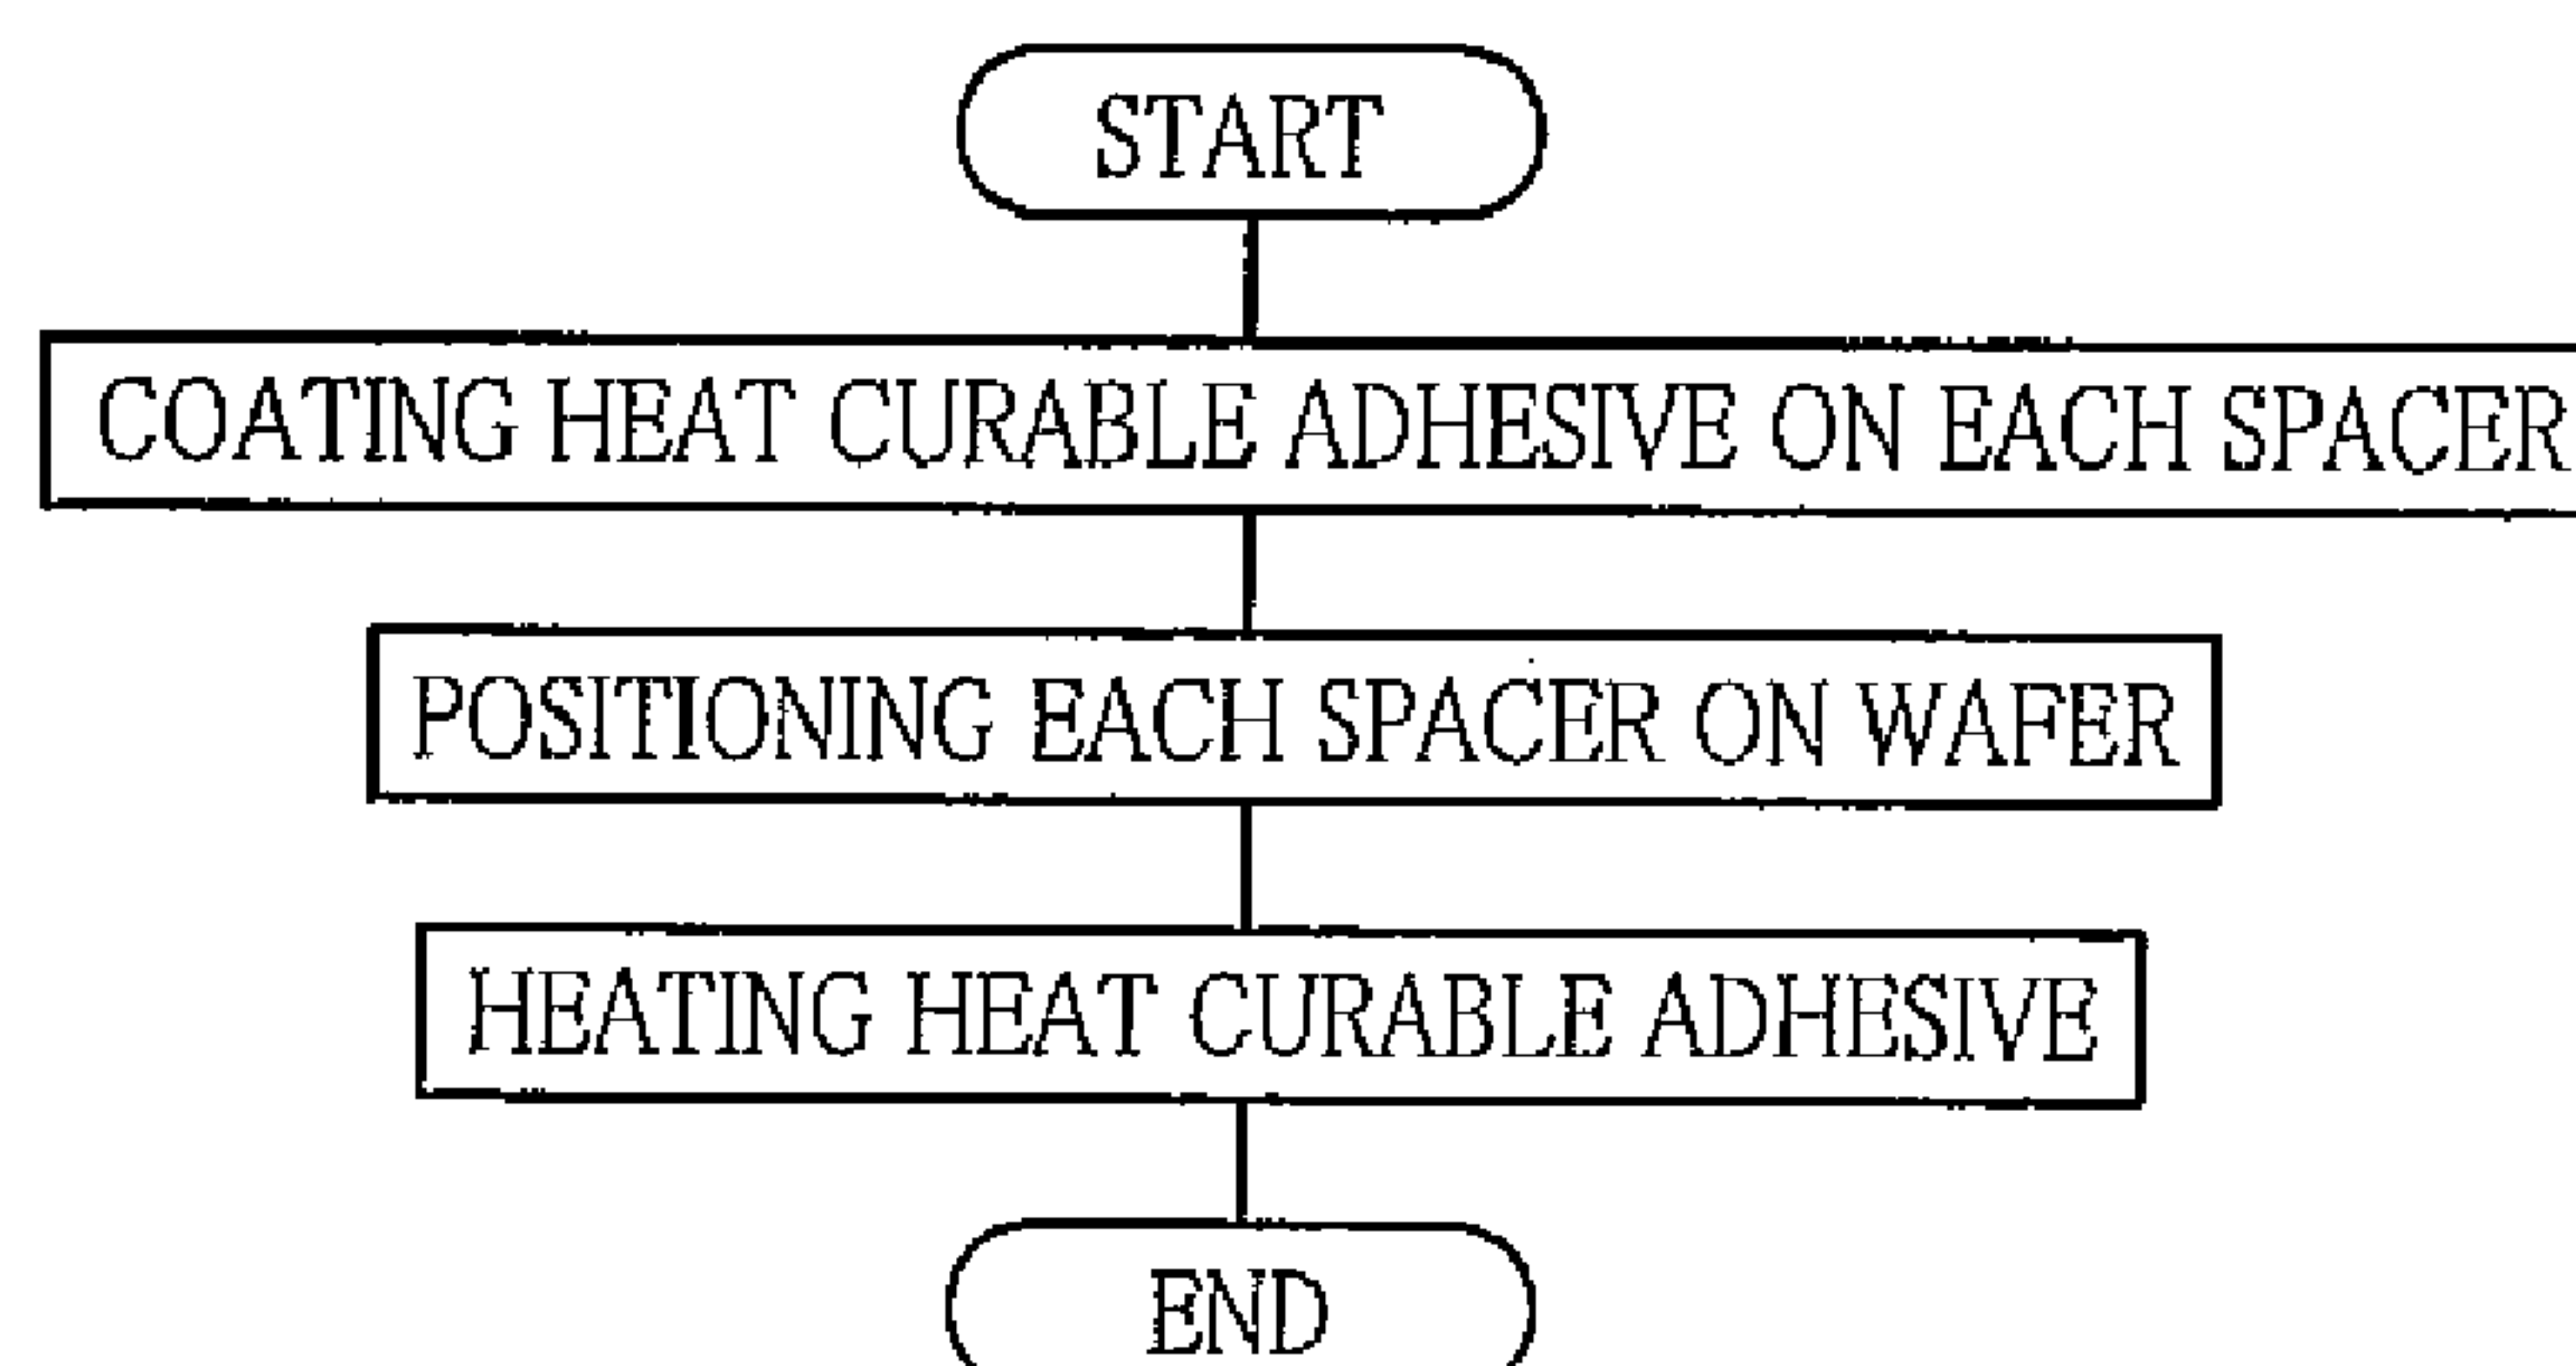 START
COATING HEAT CURABLE ADHESIVE ON EACH SPACER
POSITIONING EACH SPACER ON WAFER
HEATING HEAT CURABLE ADHESIVE
END